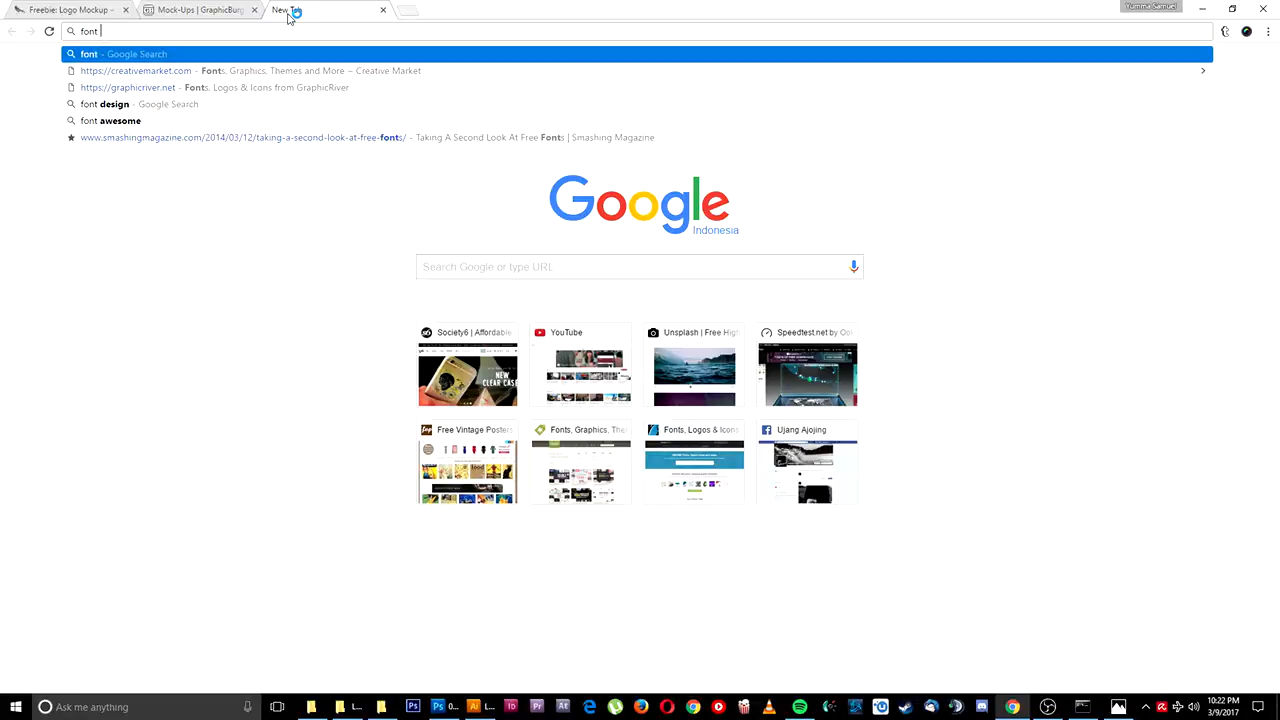 Freebie: Logo Mockup -
Mock-Ups | GraphicBurg
New Tab
Yumma Samuel
font
font - Google Search
https://creativemarket.com - Fonts, Graphics, Themes and More – Creative Market
https://graphicriver.net - Fonts, Logos & Icons from GraphicRiver
font design - Google Search
font awesome
www.smashingmagazine.com/2014/03/12/taking-a-second-look-at-free-fonts/ - Taking A Second Look At Free Fonts | Smashing Magazine
Google
Indonesia
Search Google or type URL
Society6 | Affordable
YouTube
Unsplash | Free High
Speedtest.net by Ook
NEW
CLEAR CASE
Free Vintage Posters
Fonts, Graphics, The
Fonts, Logos & Icons
Ujang Ajojing
Ask me anything
L...
0...
L...
10:22 PM
3/9/2017